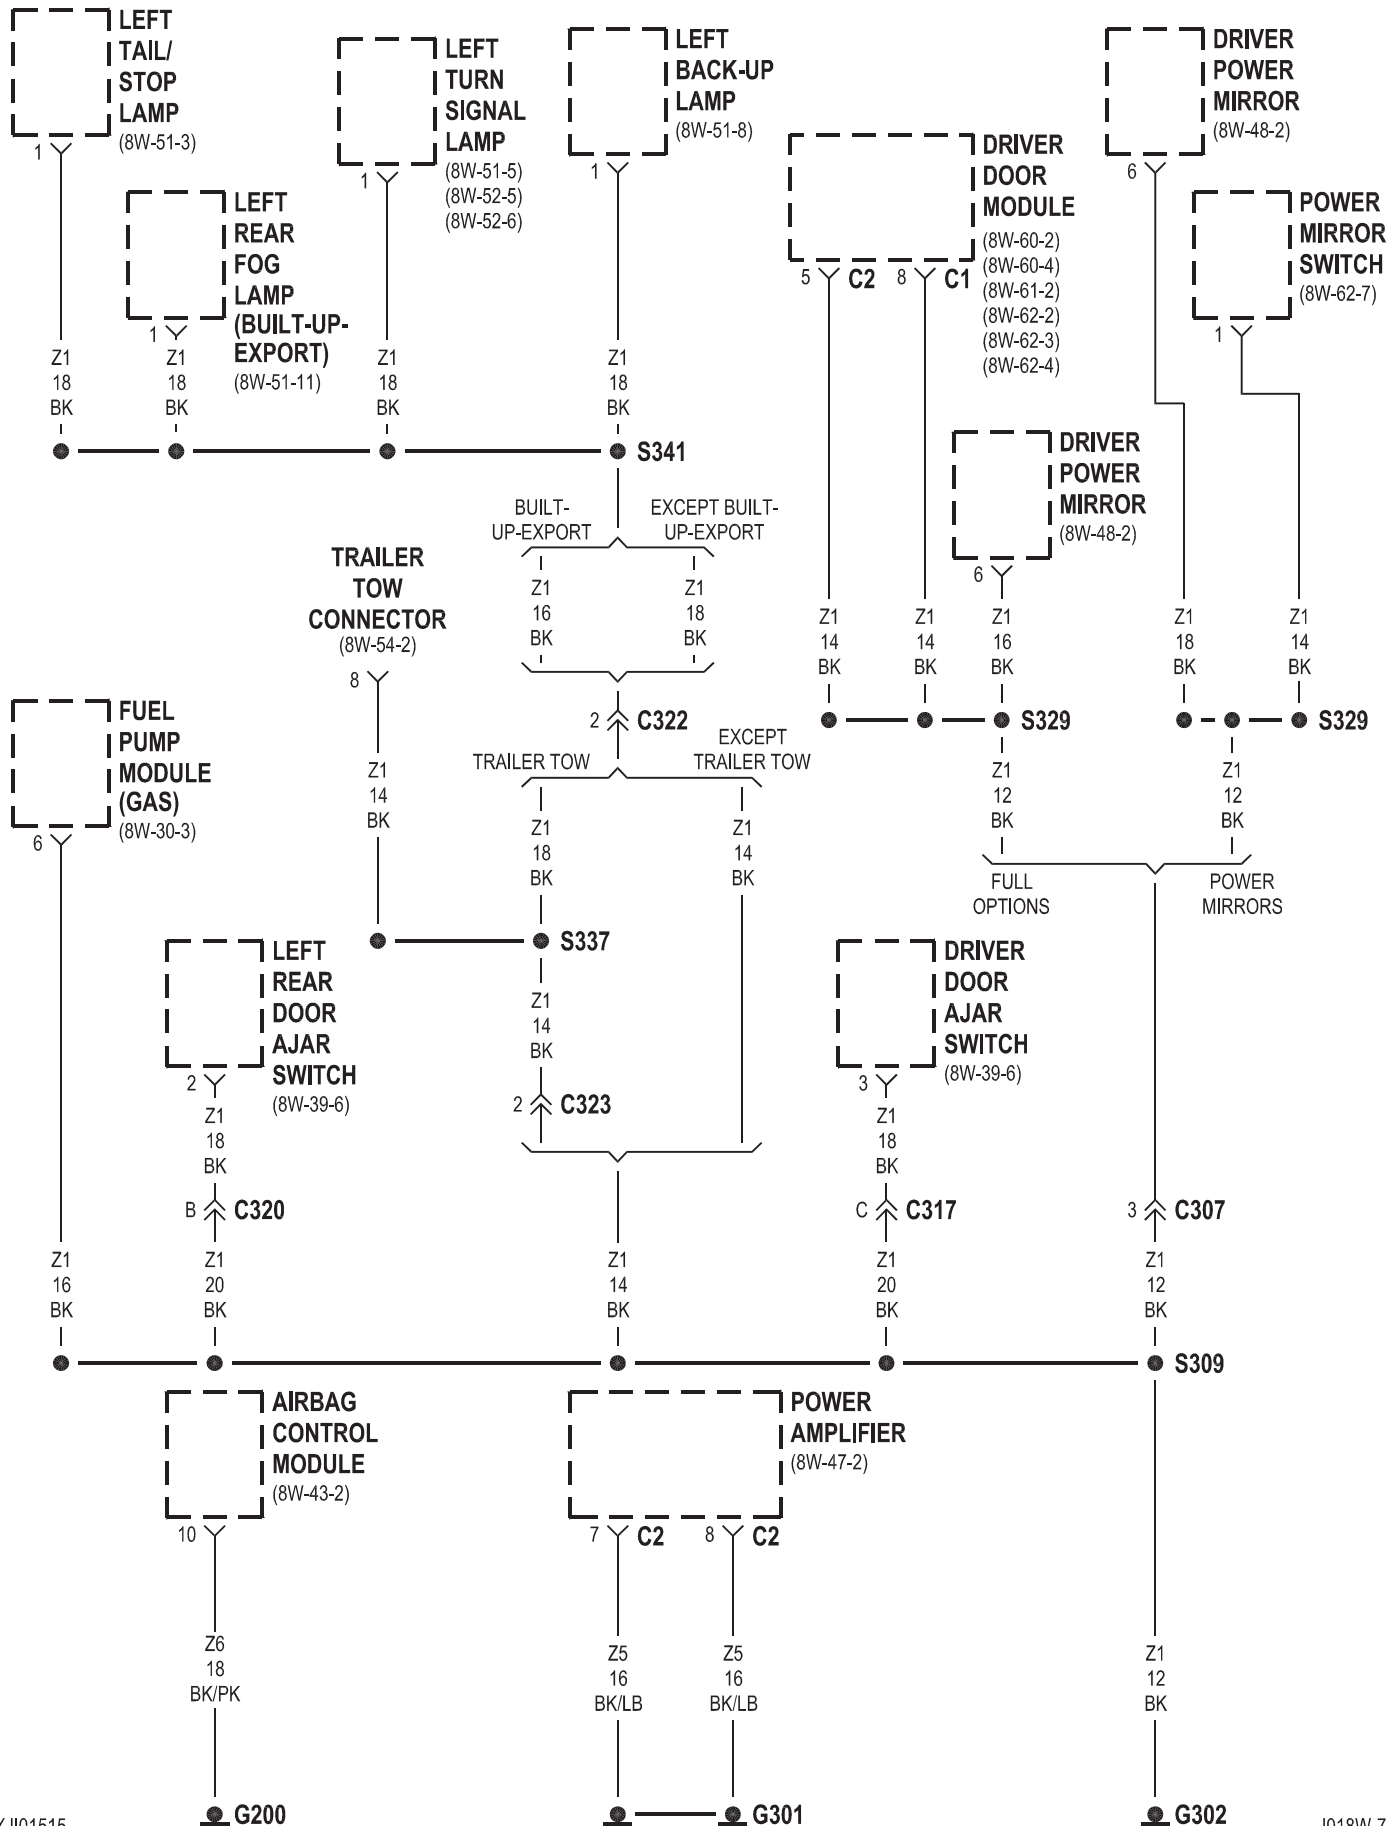 LEFT
TAIL/
STOP
LAMP
(8W-51-3)
1
LEFT
REAR
FOG
LAMP
(BUILT-UP-
EXPORT)
(8W-51-11)
1
LEFT
TURN
SIGNAL
LAMP
(8W-51-5)
(8W-52-5)
(8W-52-6)
1
LEFT
BACK-UP
LAMP
(8W-51-8)
1
DRIVER
DOOR
MODULE
(8W-60-2)
(8W-60-4)
(8W-61-2)
(8W-62-2)
(8W-62-3)
(8W-62-4)
5 C2
8 C1
DRIVER
POWER
MIRROR
(8W-48-2)
6
POWER
MIRROR
SWITCH
(8W-62-7)
1
Z1
18
BK
Z1
18
BK
Z1
18
BK
Z1
18
BK
S341
DRIVER
POWER
MIRROR
(8W-48-2)
6
BUILT-
UP-EXPORT
EXCEPT BUILT-
UP-EXPORT
Z1
16
BK
Z1
18
BK
TRAILER
TOW
CONNECTOR
(8W-54-2)
8
Z1
14
BK
Z1
14
BK
Z1
16
BK
Z1
18
BK
Z1
14
BK
2 C322
S329
S329
FUEL
PUMP
MODULE
(GAS)
(8W-30-3)
6
TRAILER TOW
EXCEPT
TRAILER TOW
Z1
14
BK
Z1
18
BK
Z1
14
BK
Z1
12
BK
Z1
12
BK
FULL
OPTIONS
POWER
MIRRORS
S337
LEFT
REAR
DOOR
AJAR
SWITCH
(8W-39-6)
2
Z1
14
BK
DRIVER
DOOR
AJAR
SWITCH
(8W-39-6)
3
2 C323
Z1
18
BK
Z1
18
BK
B C320
C C317
3 C307
Z1
16
BK
Z1
20
BK
Z1
14
BK
Z1
20
BK
Z1
12
BK
S309
AIRBAG
CONTROL
MODULE
(8W-43-2)
10
POWER
AMPLIFIER
(8W-47-2)
7 C2
8 C2
Z6
18
BK/PK
Z5
16
BK/LB
Z5
16
BK/LB
Z1
12
BK
G200
G301
G302